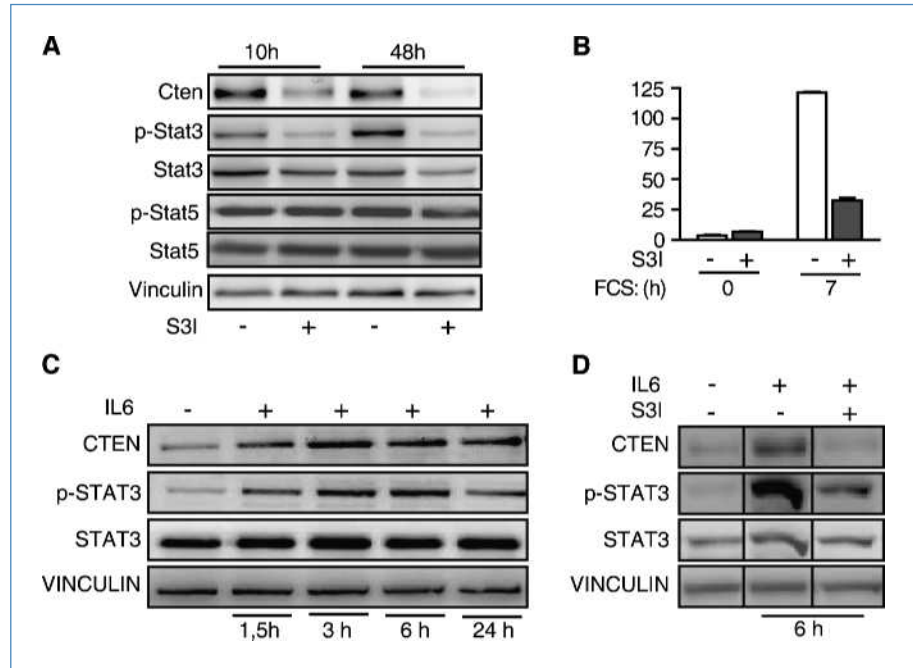 A
10h 48h
Cten
p-Stat3
Stat3
p-Stat5
Stat5
Vinculin
S3I - + - +
B
125
100
75
50
25
0
S3I - + - +
FCS: (h) 0 7
C
IL6 - + + + +
CTEN
p-STAT3
STAT3
VINCULIN
1,5h 3 h 6 h 24 h
D
IL6 - + +
S3I - - +
CTEN
p-STAT3
STAT3
VINCULIN
6 h